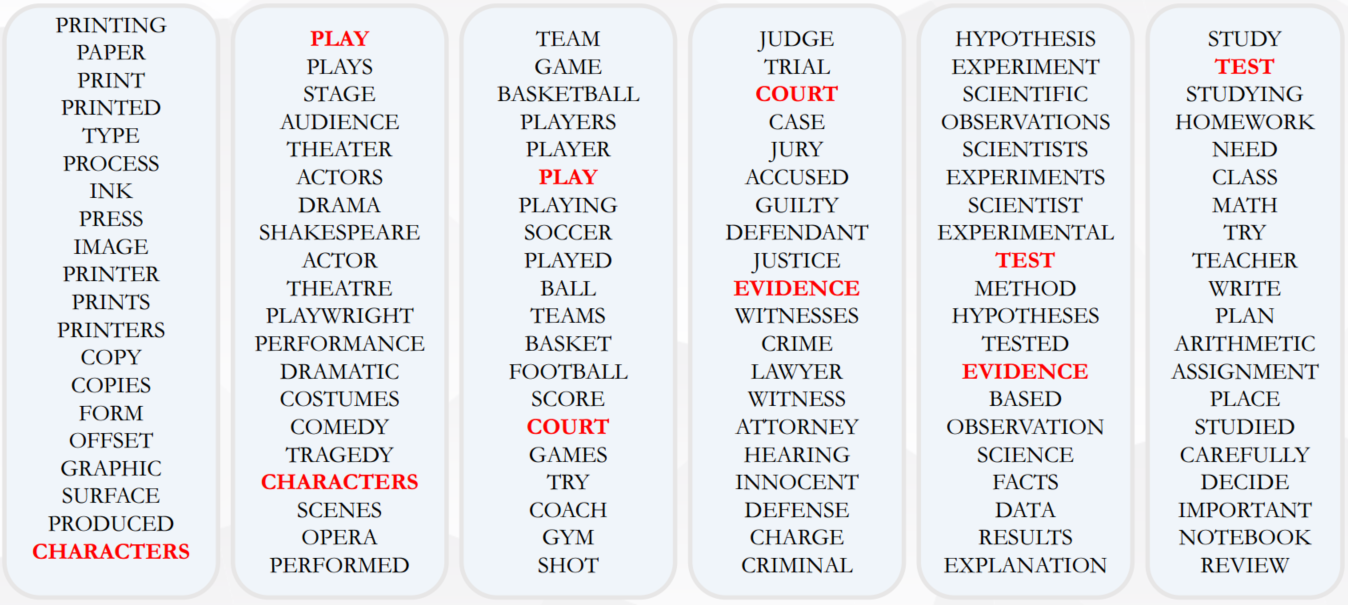 PRINTING
PAPER
PRINT
PRINTED
TYPE
PROCESS
INK
PRESS
IMAGE
PRINTER
PRINTS
PRINTERS
COPY
COPIES
FORM
OFFSET
GRAPHIC
SURFACE
PRODUCED
CHARACTERS
PLAY
PLAYS
STAGE
AUDIENCE
THEATER
ACTORS
DRAMA
SHAKESPEARE
ACTOR
THEATRE
PLAYWRIGHT
PERFORMANCE
DRAMATIC
COSTUMES
COMEDY
TRAGEDY
CHARACTERS
SCENES
OPERA
PERFORMED
TEAM
GAME
BASKETBALL
PLAYERS
PLAYER
PLAY
PLAYING
SOCCER
PLAYED
BALL
TEAMS
BASKET
FOOTBALL
SCORE
COURT
GAMES
TRY
COACH
GYM
SHOT
JUDGE
TRIAL
COURT
CASE
JURY
ACCUSED
GUILTY
DEFENDANT
JUSTICE
EVIDENCE
WITNESSES
CRIME
LAWYER
WITNESS
ATTORNEY
HEARING
INNOCENT
DEFENSE
CHARGE
CRIMINAL
HYPOTHESIS
EXPERIMENT
SCIENTIFIC
OBSERVATIONS
SCIENTISTS
EXPERIMENTS
SCIENTIST
EXPERIMENTAL
TEST
METHOD
HYPOTHESES
TESTED
EVIDENCE
BASED
OBSERVATION
SCIENCE
FACTS
DATA
RESULTS
EXPLANATION
STUDY
TEST
STUDYING
HOMEWORK
NEED
CLASS
MATH
TRY
TEACHER
WRITE
PLAN
ARITHMETIC
ASSIGNMENT
PLACE
STUDIED
CAREFULLY
DECIDE
IMPORTANT
NOTEBOOK
REVIEW